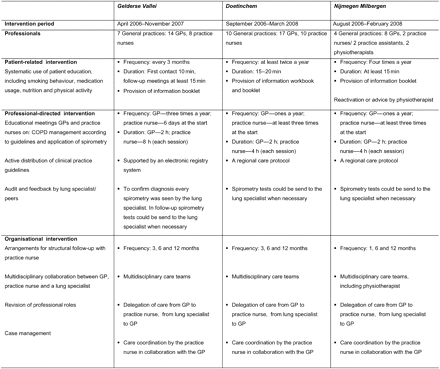 Gelderse Vallei Doetinchem Nijmegen Millbergen
Intervention period April 2006–November 2007 September 2006–March 2008 August 2006–February 2008
Professionals 7 General practices: 14 GPs, 8 practice nurses 10 General practices: 17 GPs, 10 practice nurses 4 General practices: 8 GPs, 2 practice nurses/ 2 practice assistants, 2 physiotherapists
Patient-related intervention
Systematic use of patient education, including smoking behaviour, medication usage, nutrition and physical activity
• Frequency: every 3 months
• Duration: First contact 10 min, follow-up meetings at least 15 min
• Provision of information booklet
• Frequency: at least twice a year
• Duration: 15–20 min
• Provision of information workbook and booklet
• Frequency: Four times a year
• Duration: At least 15 min
• Provision of information booklet
Reactivation or advice by physiotherapist
Professional-directed intervention
Educational meetings GPs and practice nurses on: COPD management according to guidelines and application of spirometry
• Frequency: GP—three times a year; practice nurse—6 days at the start
• Duration: GP—2 h; practice nurse—8 h (each session)
• Frequency: GP—ones a year; practice nurse—at least three times at the start
• Duration: GP—2 h; practice nurse—4 h (each session)
• Frequency: GP—ones a year; practice nurse—at least three times at the start
• Duration: GP—2 h; practice nurse—4 h (each session)
Active distribution of clinical practice guidelines
• Supported by an electronic registry system
• A regional care protocol
• A regional care protocol
Audit & feedback by lung specialist/ peers
• To confirm diagnosis every spirometry was seen by the lung specialist. In follow-up spirometry tests could be send to the lung specialist when necessary
• Spirometry tests could be send to the lung specialist when necessary
• Spirometry tests could be send to the lung specialist when necessary
Organisational intervention
Arrangements for structural follow-up with practice nurse
• Frequency: 3, 6 and 12 months
• Frequency: 3, 6 and 12 months
• Frequency: 1, 6 and 12 months
Multidisciplinary collaboration between GP, practice nurse and a lung specialist
• Multidisciplinary care teams
• Multidisciplinary care teams
• Multidisciplinary care teams, including physiotherapist
Revision of professional roles
• Delegation of care from GP to practice nurse, from lung specialist to GP
• Delegation of care from GP to practice nurse, from lung specialist to GP
• Delegation of care from GP to practice nurse, from lung specialist to GP
Case management
• Care coordination by the practice nurse in collaboration with the GP
• Care coordination by the practice nurse in collaboration with the GP
• Care coordination by the practice nurse in collaboration with the GP